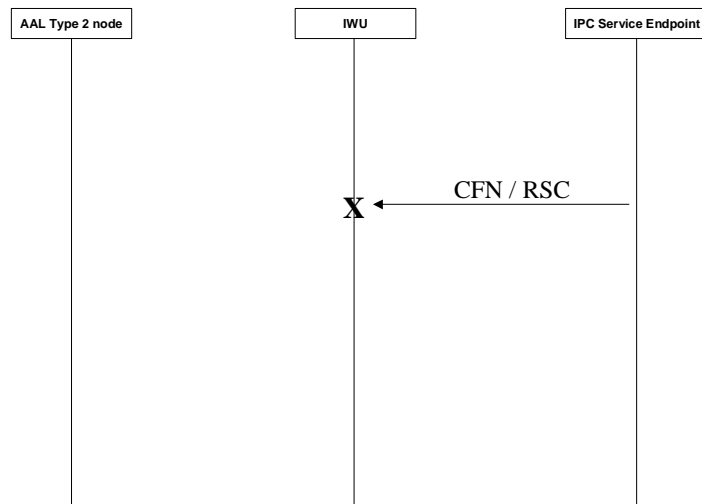 AAL Type 2 node
IWU
IPC Service Endpoint
CFN / RSC
X